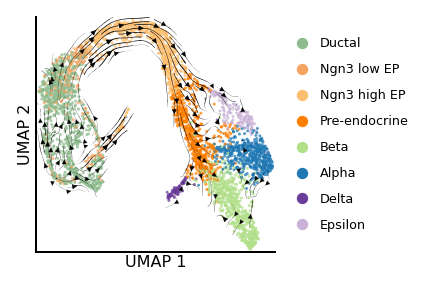 Ductal
Ngn3 low EP
Ngn3 high EP
Pre-endocrine
Beta
Alpha
Delta
Epsilon
UMAP 2
UMAP 1